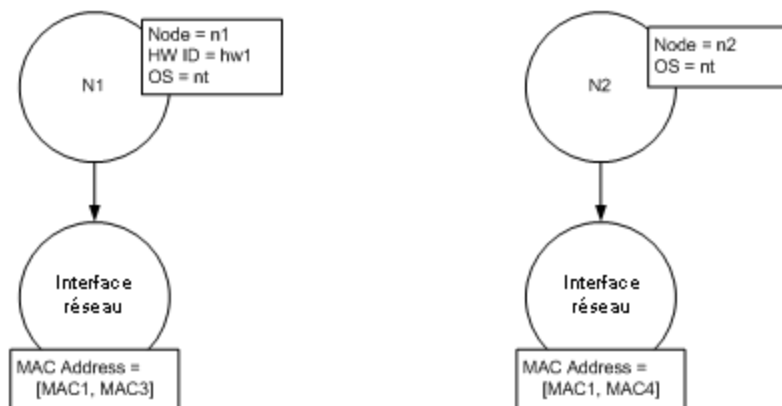 N1
Node = n1
HW ID = hw1
OS = nt
N2
Node = n2
OS = nt
Interface
réseau
MAC Address =
[MAC1, MAC3]
Interface
réseau
MAC Address =
[MAC1, MAC4]